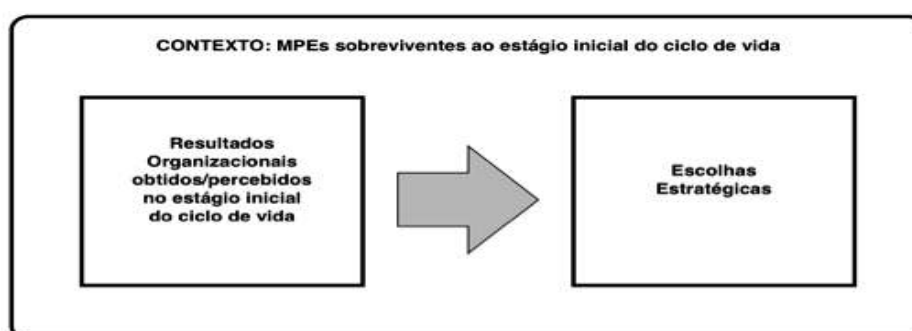 CONTEXTO: MPEs sobreviventes ao estágio inicial do ciclo de vida
Resultados
Organizacionais
obtidos/percebidos
no estágio inicial
do ciclo de vida
Escolhas
Estratégicas